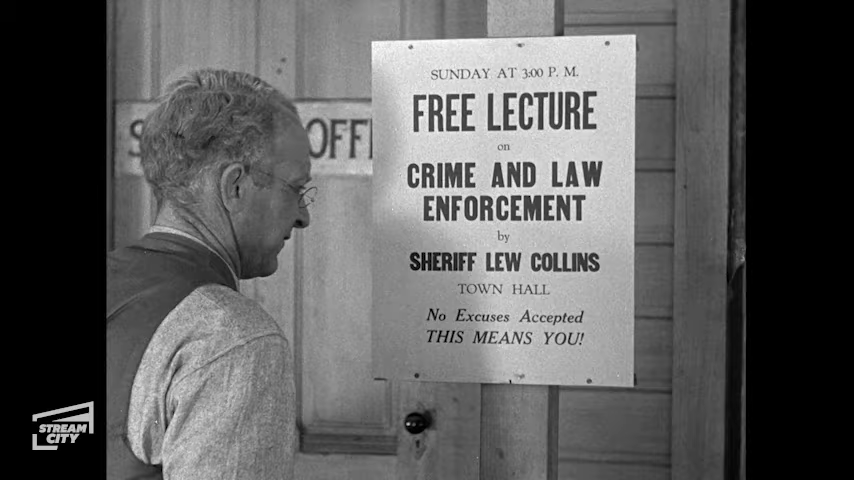 SUNDAY AT 3:00 P. M.
FREE LECTURE
on
CRIME AND LAW
ENFORCEMENT
by
SHERIFF LEW COLLINS
TOWN HALL
No Excuses Accepted
THIS MEANS YOU!
STREAM
CITY